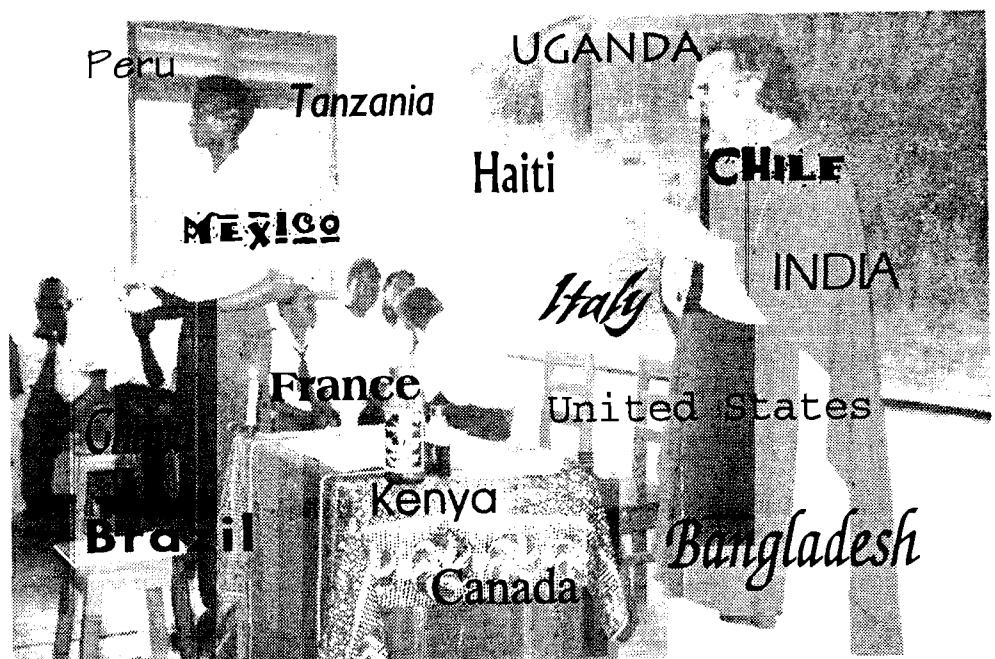 Peru
UGANDA
Tanzania
Haiti
CHILE
MEXICO
INDIA
Italy
France
United States
Kenya
Brazil
Bangladesh
Canada